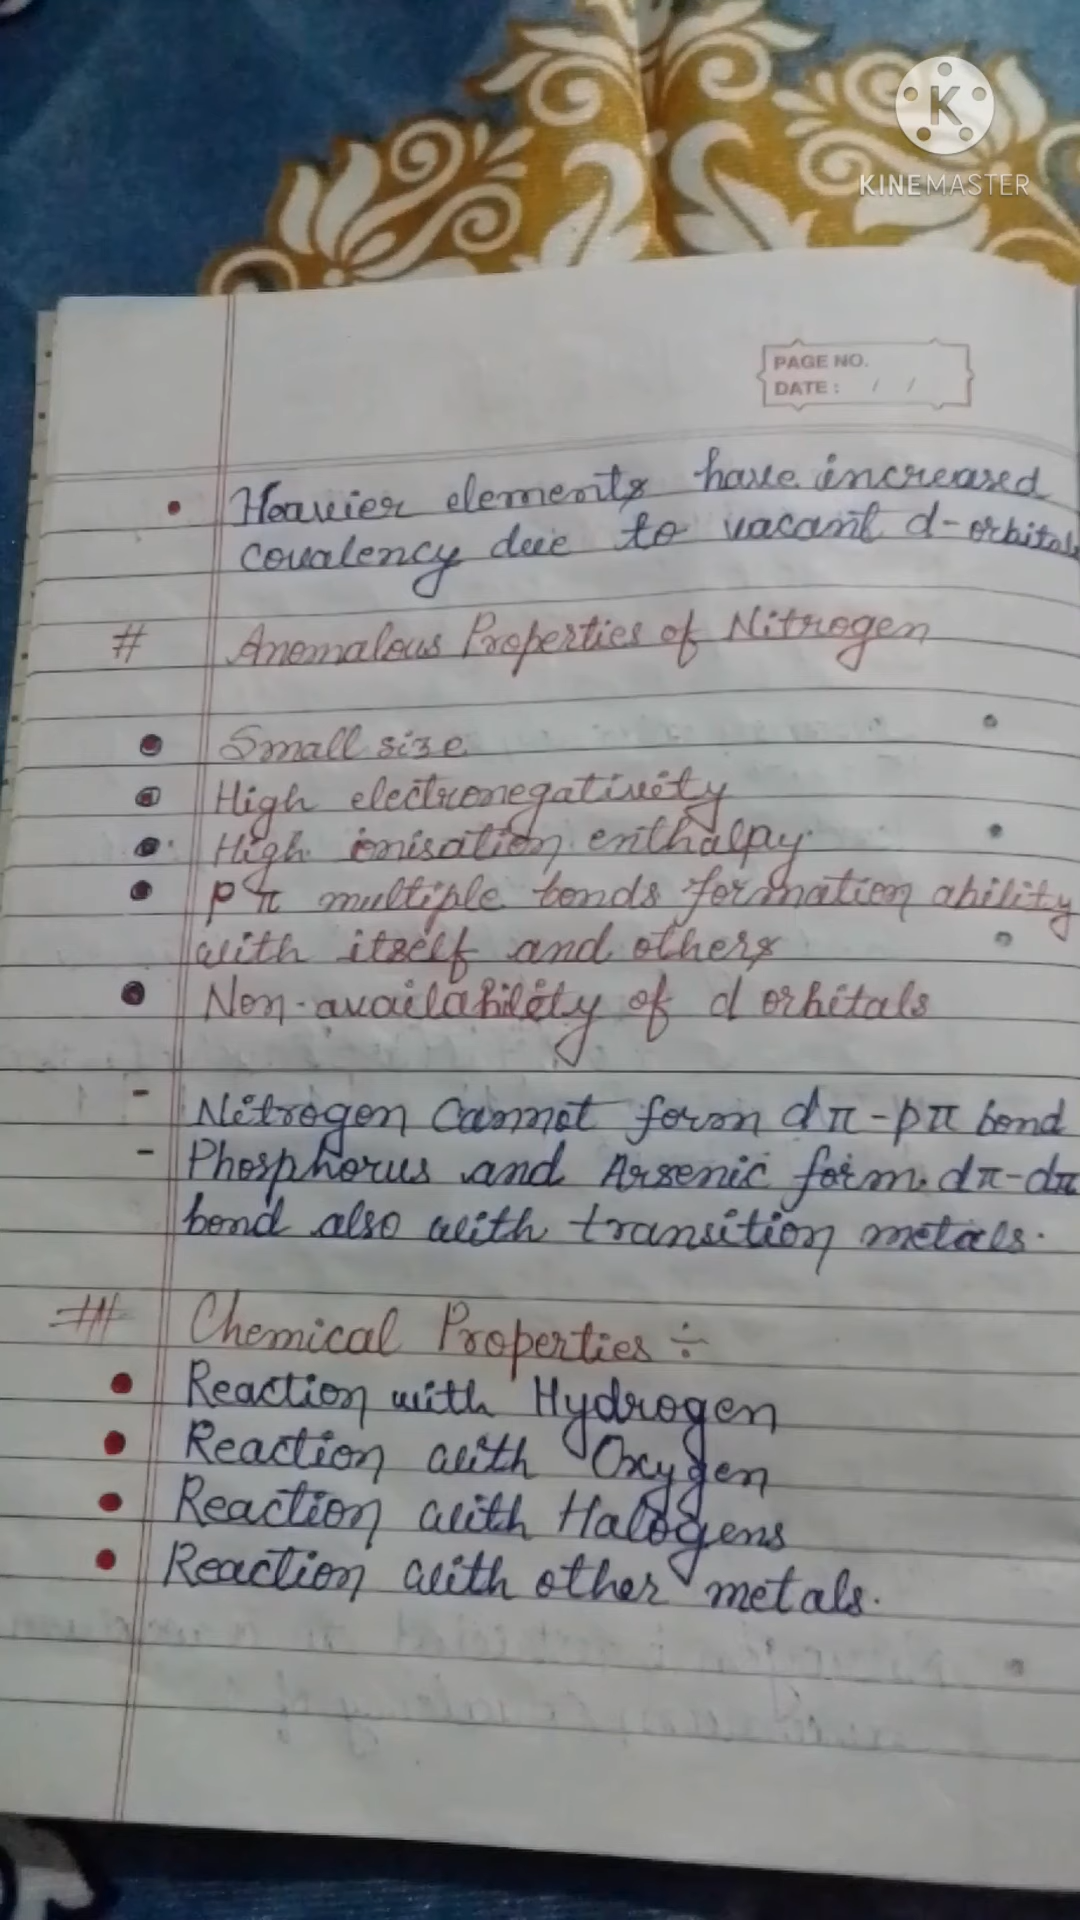 K
KINEMASTER
PAGE NO.
DATE: / /
• Heavier elements have increased
covalency due to vacant d-orbitals
# Anomalous Properties of Nitrogen
• Small size
• High electronegativity
• High ionisation enthalpy
• pπ multiple bonds formation ability
with itself and others
• Non-availability of d orbitals
- Nitrogen Cannot form dπ-pπ bond
- Phosphorus and Arsenic form dπ-dπ
bond also with transition metals.
# Chemical Properties ÷
• Reaction with Hydrogen
• Reaction with Oxygen
• Reaction with Halogens
• Reaction with other metals.